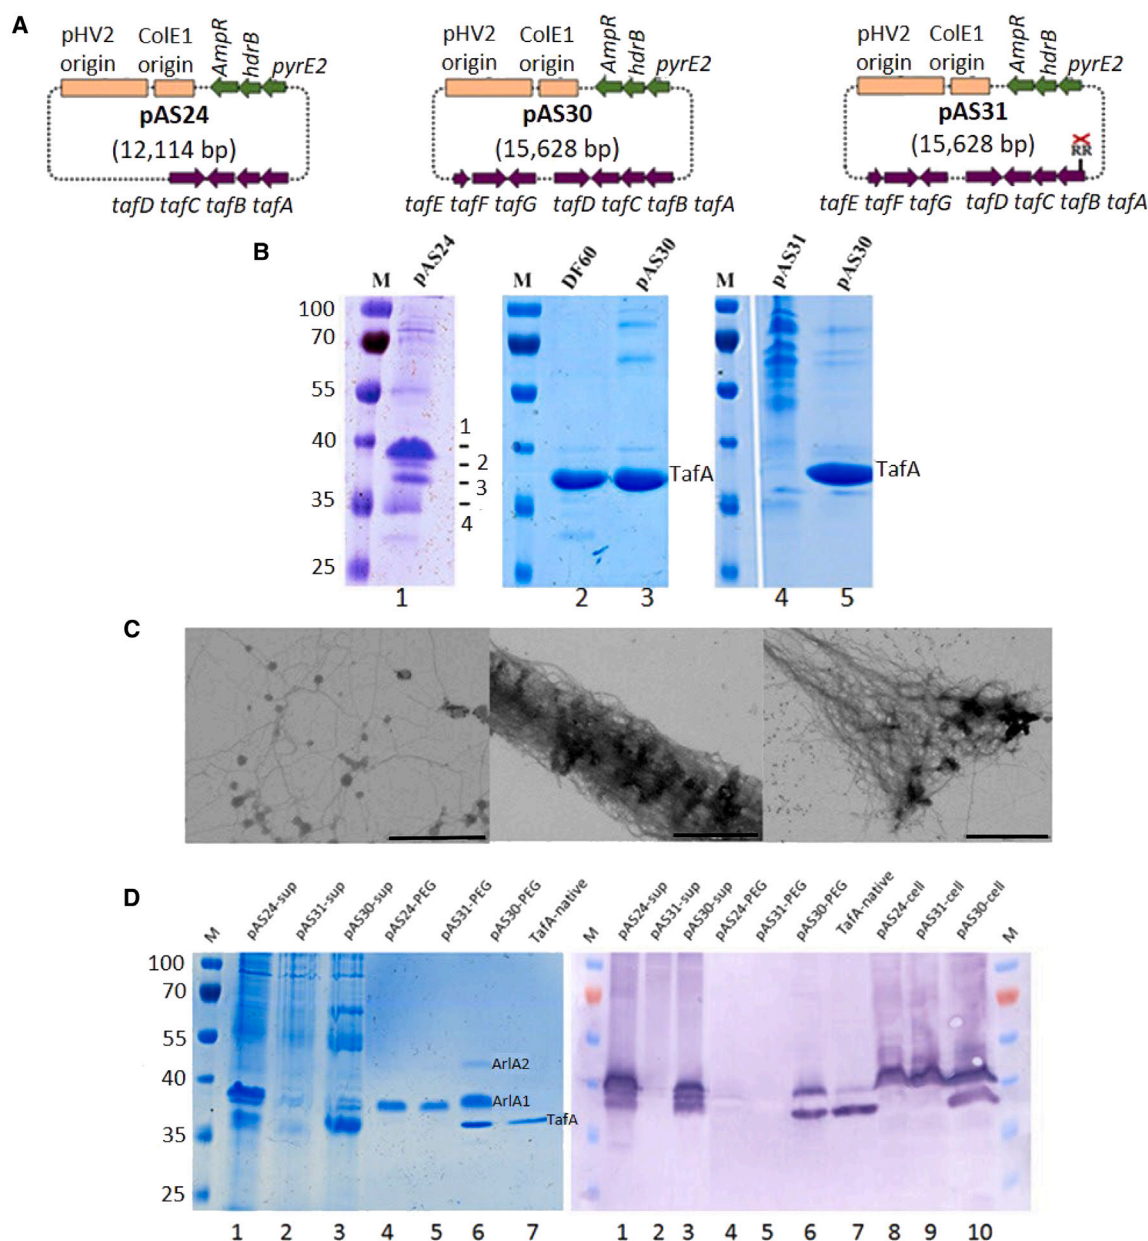 A
pHV2 origin
ColE1 origin
AmpR
hdrB
pyrE2
pAS24
(12,114 bp)
tafD tafC tafB tafA
pHV2 origin
ColE1 origin
AmpR
hdrB
pyrE2
pAS30
(15,628 bp)
tafE tafF tafG tafD tafC tafB tafA
pHV2 origin
ColE1 origin
AmpR
hdrB
pyrE2
pAS31
(15,628 bp)
RR
tafE tafF tafG tafD tafC tafB tafA
B
M pAS24
100
70
55
40
35
25
1
2
3
4
1
M DF60 pAS30
TafA
2 3
M pAS31 pAS30
TafA
4 5
C
D
M pAS24-sup pAS31-sup pAS30-sup pAS24-PEG pAS31-PEG pAS30-PEG TafA-native
100
70
55
40
35
25
ArlA2
ArlA1
TafA
1 2 3 4 5 6 7
M pAS24-sup pAS31-sup pAS30-sup pAS24-PEG pAS31-PEG pAS30-PEG TafA-native pAS24-cell pAS31-cell pAS30-cell M
1 2 3 4 5 6 7 8 9 10